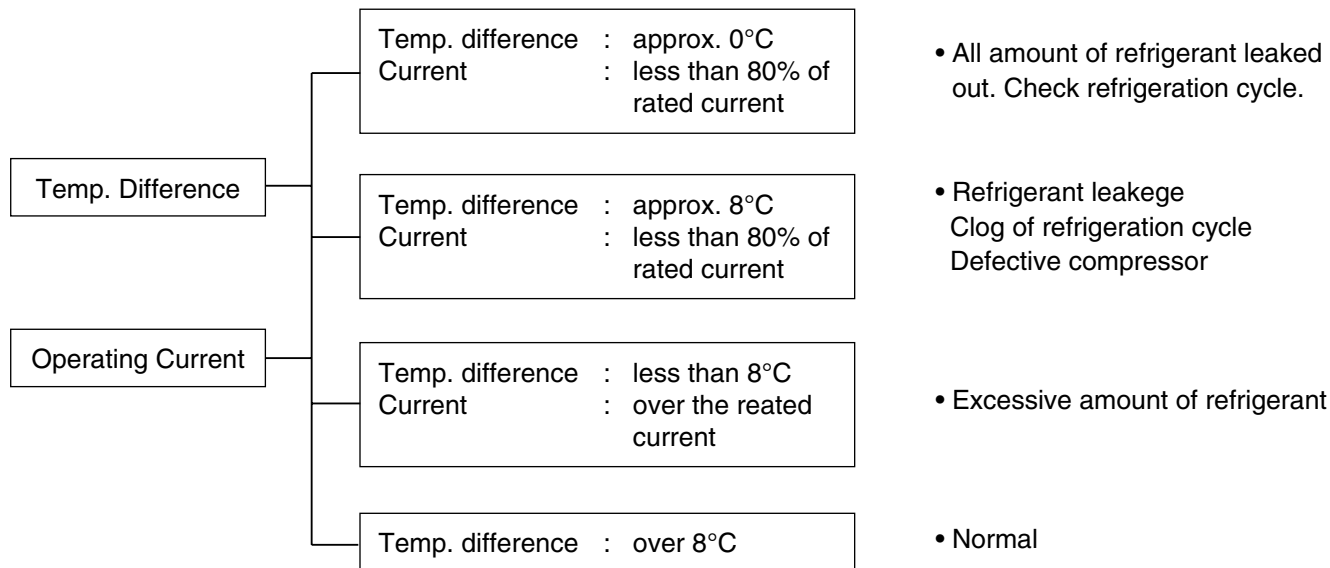 Temp. difference : approx. 0°C
Current : less than 80% of
rated current
• All amount of refrigerant leaked
out. Check refrigeration cycle.
Temp. Difference
Temp. difference : approx. 8°C
Current : less than 80% of
rated current
• Refrigerant leakege
Clog of refrigeration cycle
Defective compressor
Operating Current
Temp. difference : less than 8°C
Current : over the reated
current
• Excessive amount of refrigerant
Temp. difference : over 8°C
• Normal